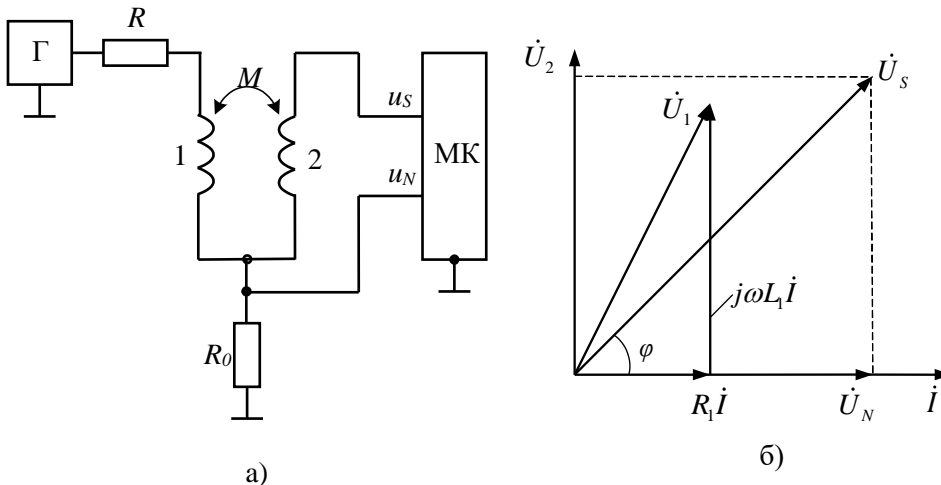 R
Г
M
u_S
1
2
МК
u_N
R_0
а)
U̇_2
U̇_S
U̇_1
jωL_1İ
φ
R_1İ
U̇_N
İ
б)